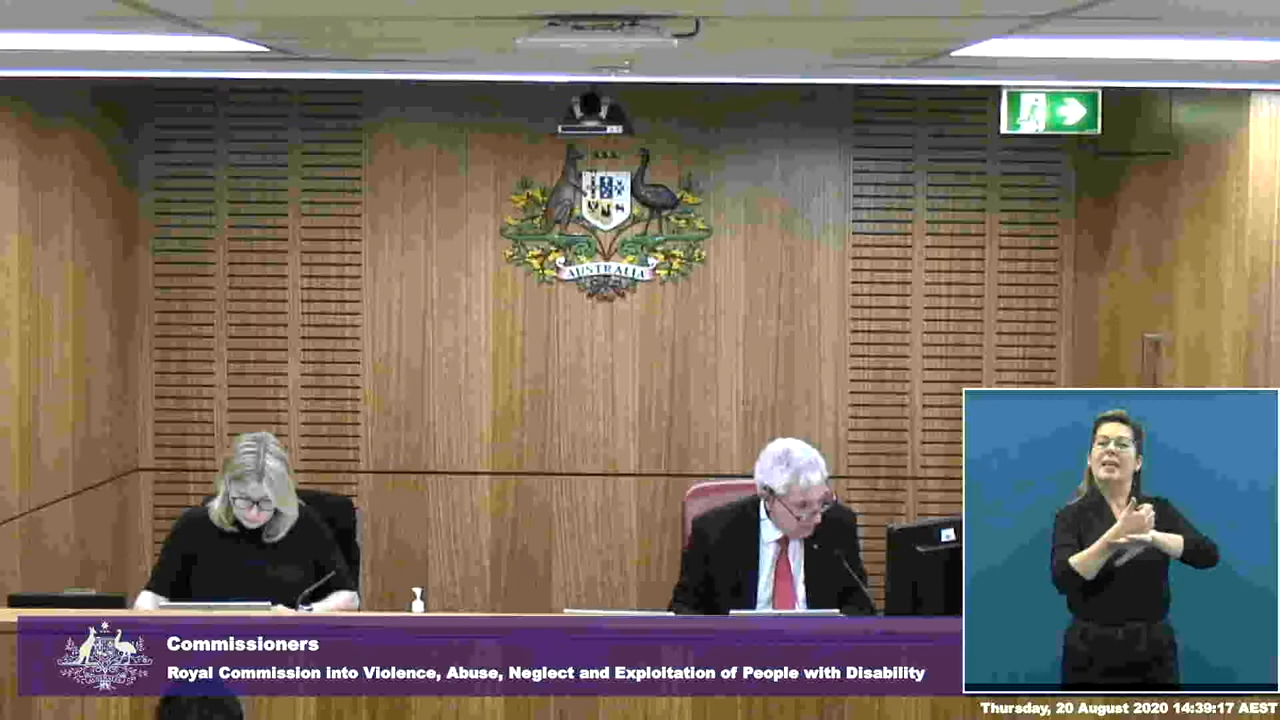 AUSTRALIA
Commissioners
Royal Commission into Violence, Abuse, Neglect and Exploitation of People with Disability
Thursday, 20 August 2020 14:39:17 AEST